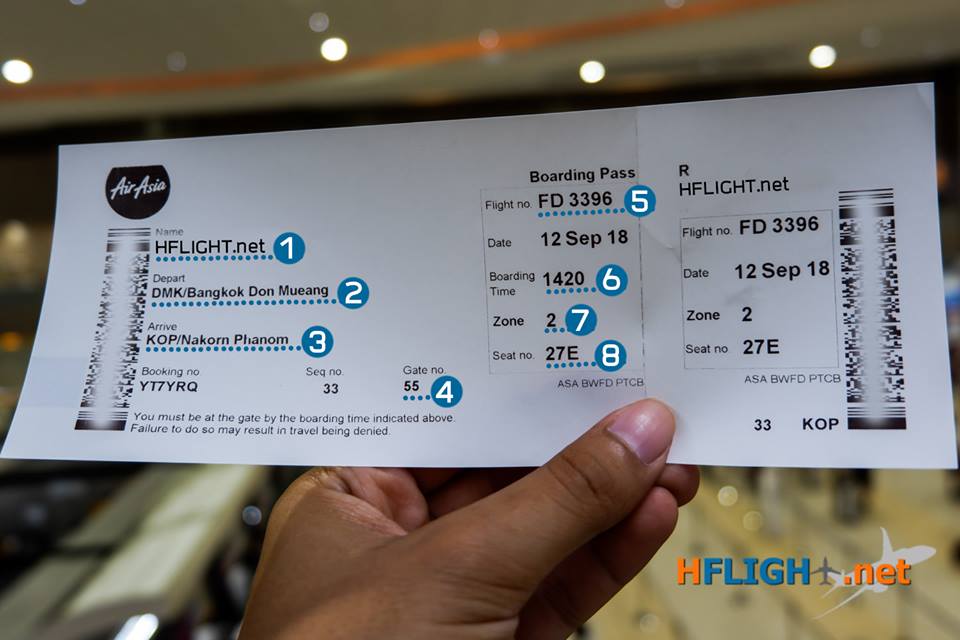 AirAsia
Name
HFLIGHT.net 1
Depart
DMK/Bangkok Don Mueang 2
Arrive
KOP/Nakorn Phanom 3
Booking no Seq no. Gate no.
YT7YRQ 33 55 4
You must be at the gate by the boarding time indicated above.
Failure to do so may result in travel being denied.
Boarding Pass
Flight no. FD 3396 5
Date 12 Sep 18
Boarding Time 1420 6
Zone 2 7
Seat no. 27E 8
ASA BWFD PTCB
R
HFLIGHT.net
Flight no. FD 3396
Date 12 Sep 18
Zone 2
Seat no. 27E
ASA BWFD PTCB
33 KOP
HFLIGHT.net